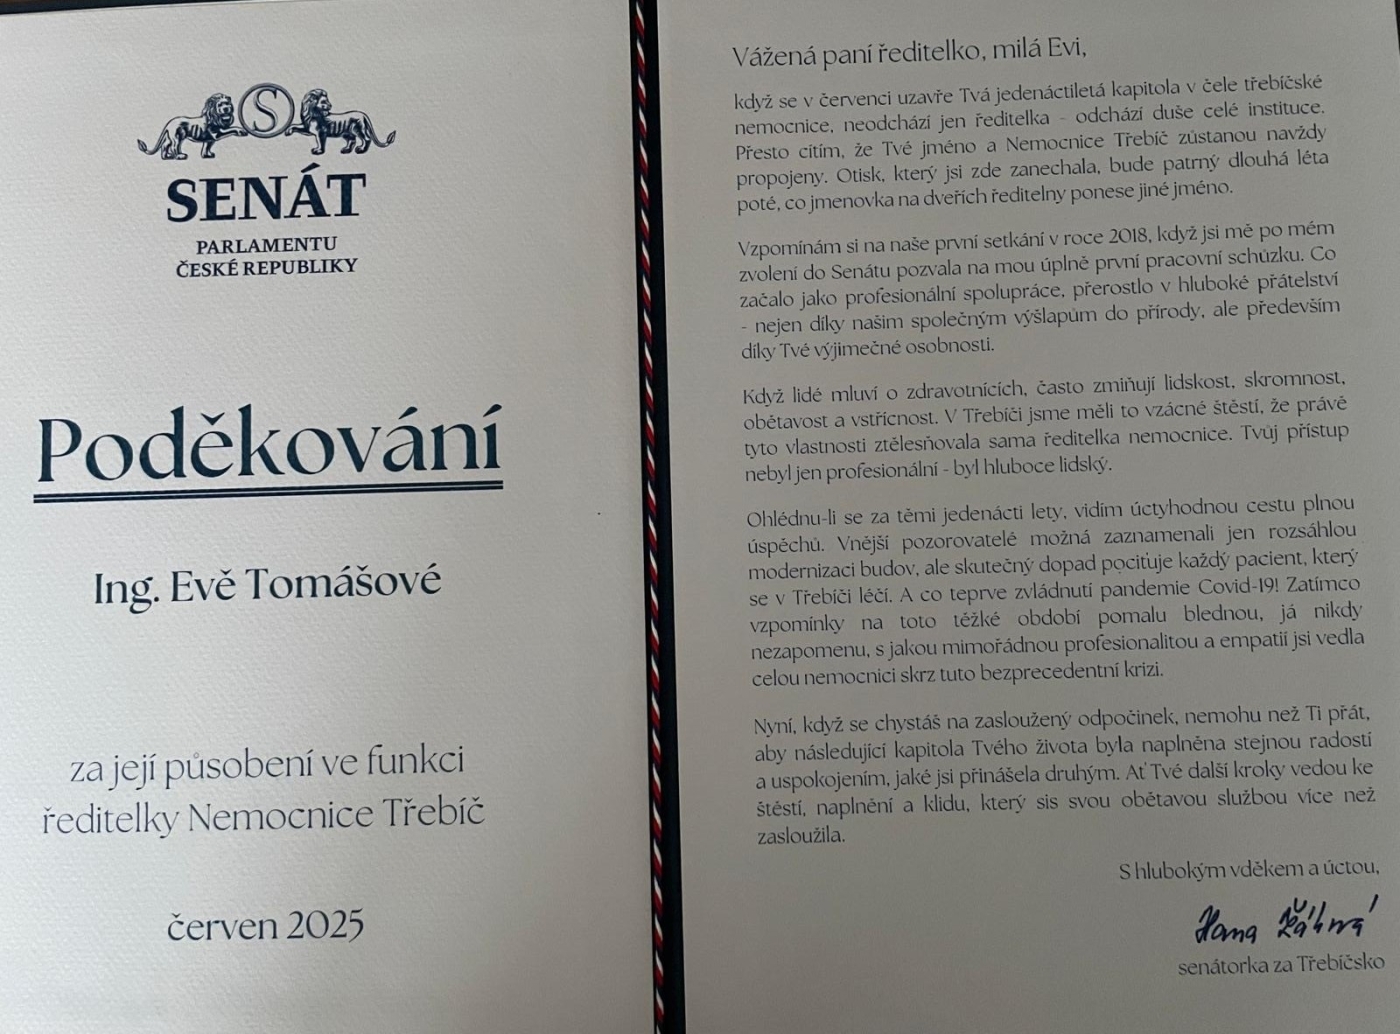 S
SENÁT
PARLAMENTU
ČESKÉ REPUBLIKY
Poděkování
Ing. Evě Tomášové
za její působení ve funkci
ředitelky Nemocnice Třebíč
červen 2025
Vážená paní ředitelko, milá Evi,
když se v červenci uzavře Tvá jedenáctiletá kapitola v čele třebíčské
nemocnice, neodchází jen ředitelka - odchází duše celé instituce.
Přesto cítím, že Tvé jméno a Nemocnice Třebíč zůstanou navždy
propojeny. Otisk, který jsi zde zanechala, bude patrný dlouhá léta
poté, co jmenovka na dveřích ředitelny ponese jiné jméno.
Vzpomínám si na naše první setkání v roce 2018, když jsi mě po mém
zvolení do Senátu pozvala na mou úplně první pracovní schůzku. Co
začalo jako profesionální spolupráce, přerostlo v hluboké přátelství
- nejen díky našim společným výšlapům do přírody, ale především
díky Tvé výjimečné osobnosti.
Když lidé mluví o zdravotnících, často zmiňují lidskost, skromnost,
obětavost a vstřícnost. V Třebíči jsme měli to vzácné štěstí, že právě
tyto vlastnosti ztělesňovala sama ředitelka nemocnice. Tvůj přístup
nebyl jen profesionální - byl hluboce lidský.
Ohlédnu-li se za těmi jedenácti lety, vidím úctyhodnou cestu plnou
úspěchů. Vnější pozorovatelé možná zaznamenali jen rozsáhlou
modernizaci budov, ale skutečný dopad pociťuje každý pacient, který
se v Třebíči léčí. A co teprve zvládnutí pandemie Covid-19! Zatímco
vzpomínky na toto těžké období pomalu blednou, já nikdy
nezapomenu, s jakou mimořádnou profesionalitou a empatií jsi vedla
celou nemocnici skrz tuto bezprecedentní krizi.
Nyní, když se chystáš na zasloužený odpočinek, nemohu než Ti přát,
aby následující kapitola Tvého života byla naplněna stejnou radostí
a uspokojením, jaké jsi přinášela druhým. Ať Tvé další kroky vedou ke
štěstí, naplnění a klidu, který sis svou obětavou službou více než
zasloužila.
S hlubokým vděkem a úctou,
Hana Žáková
senátorka za Třebíčsko